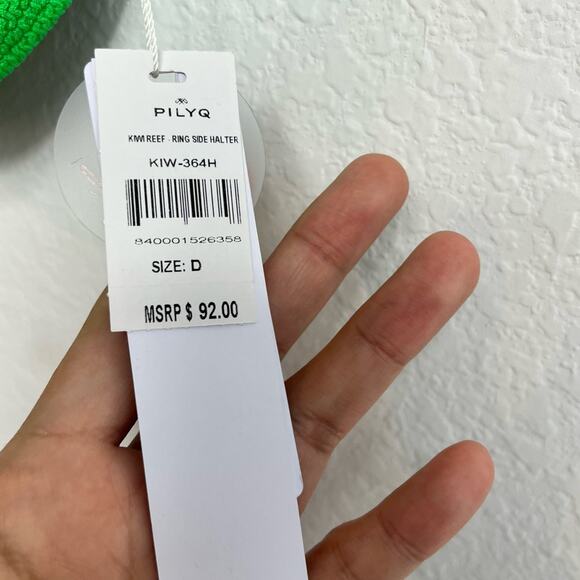 PILYQ
KIWI REEF - RING SIDE HALTER
KIW-364H
840001526358
SIZE: D
MSRP $ 92.00